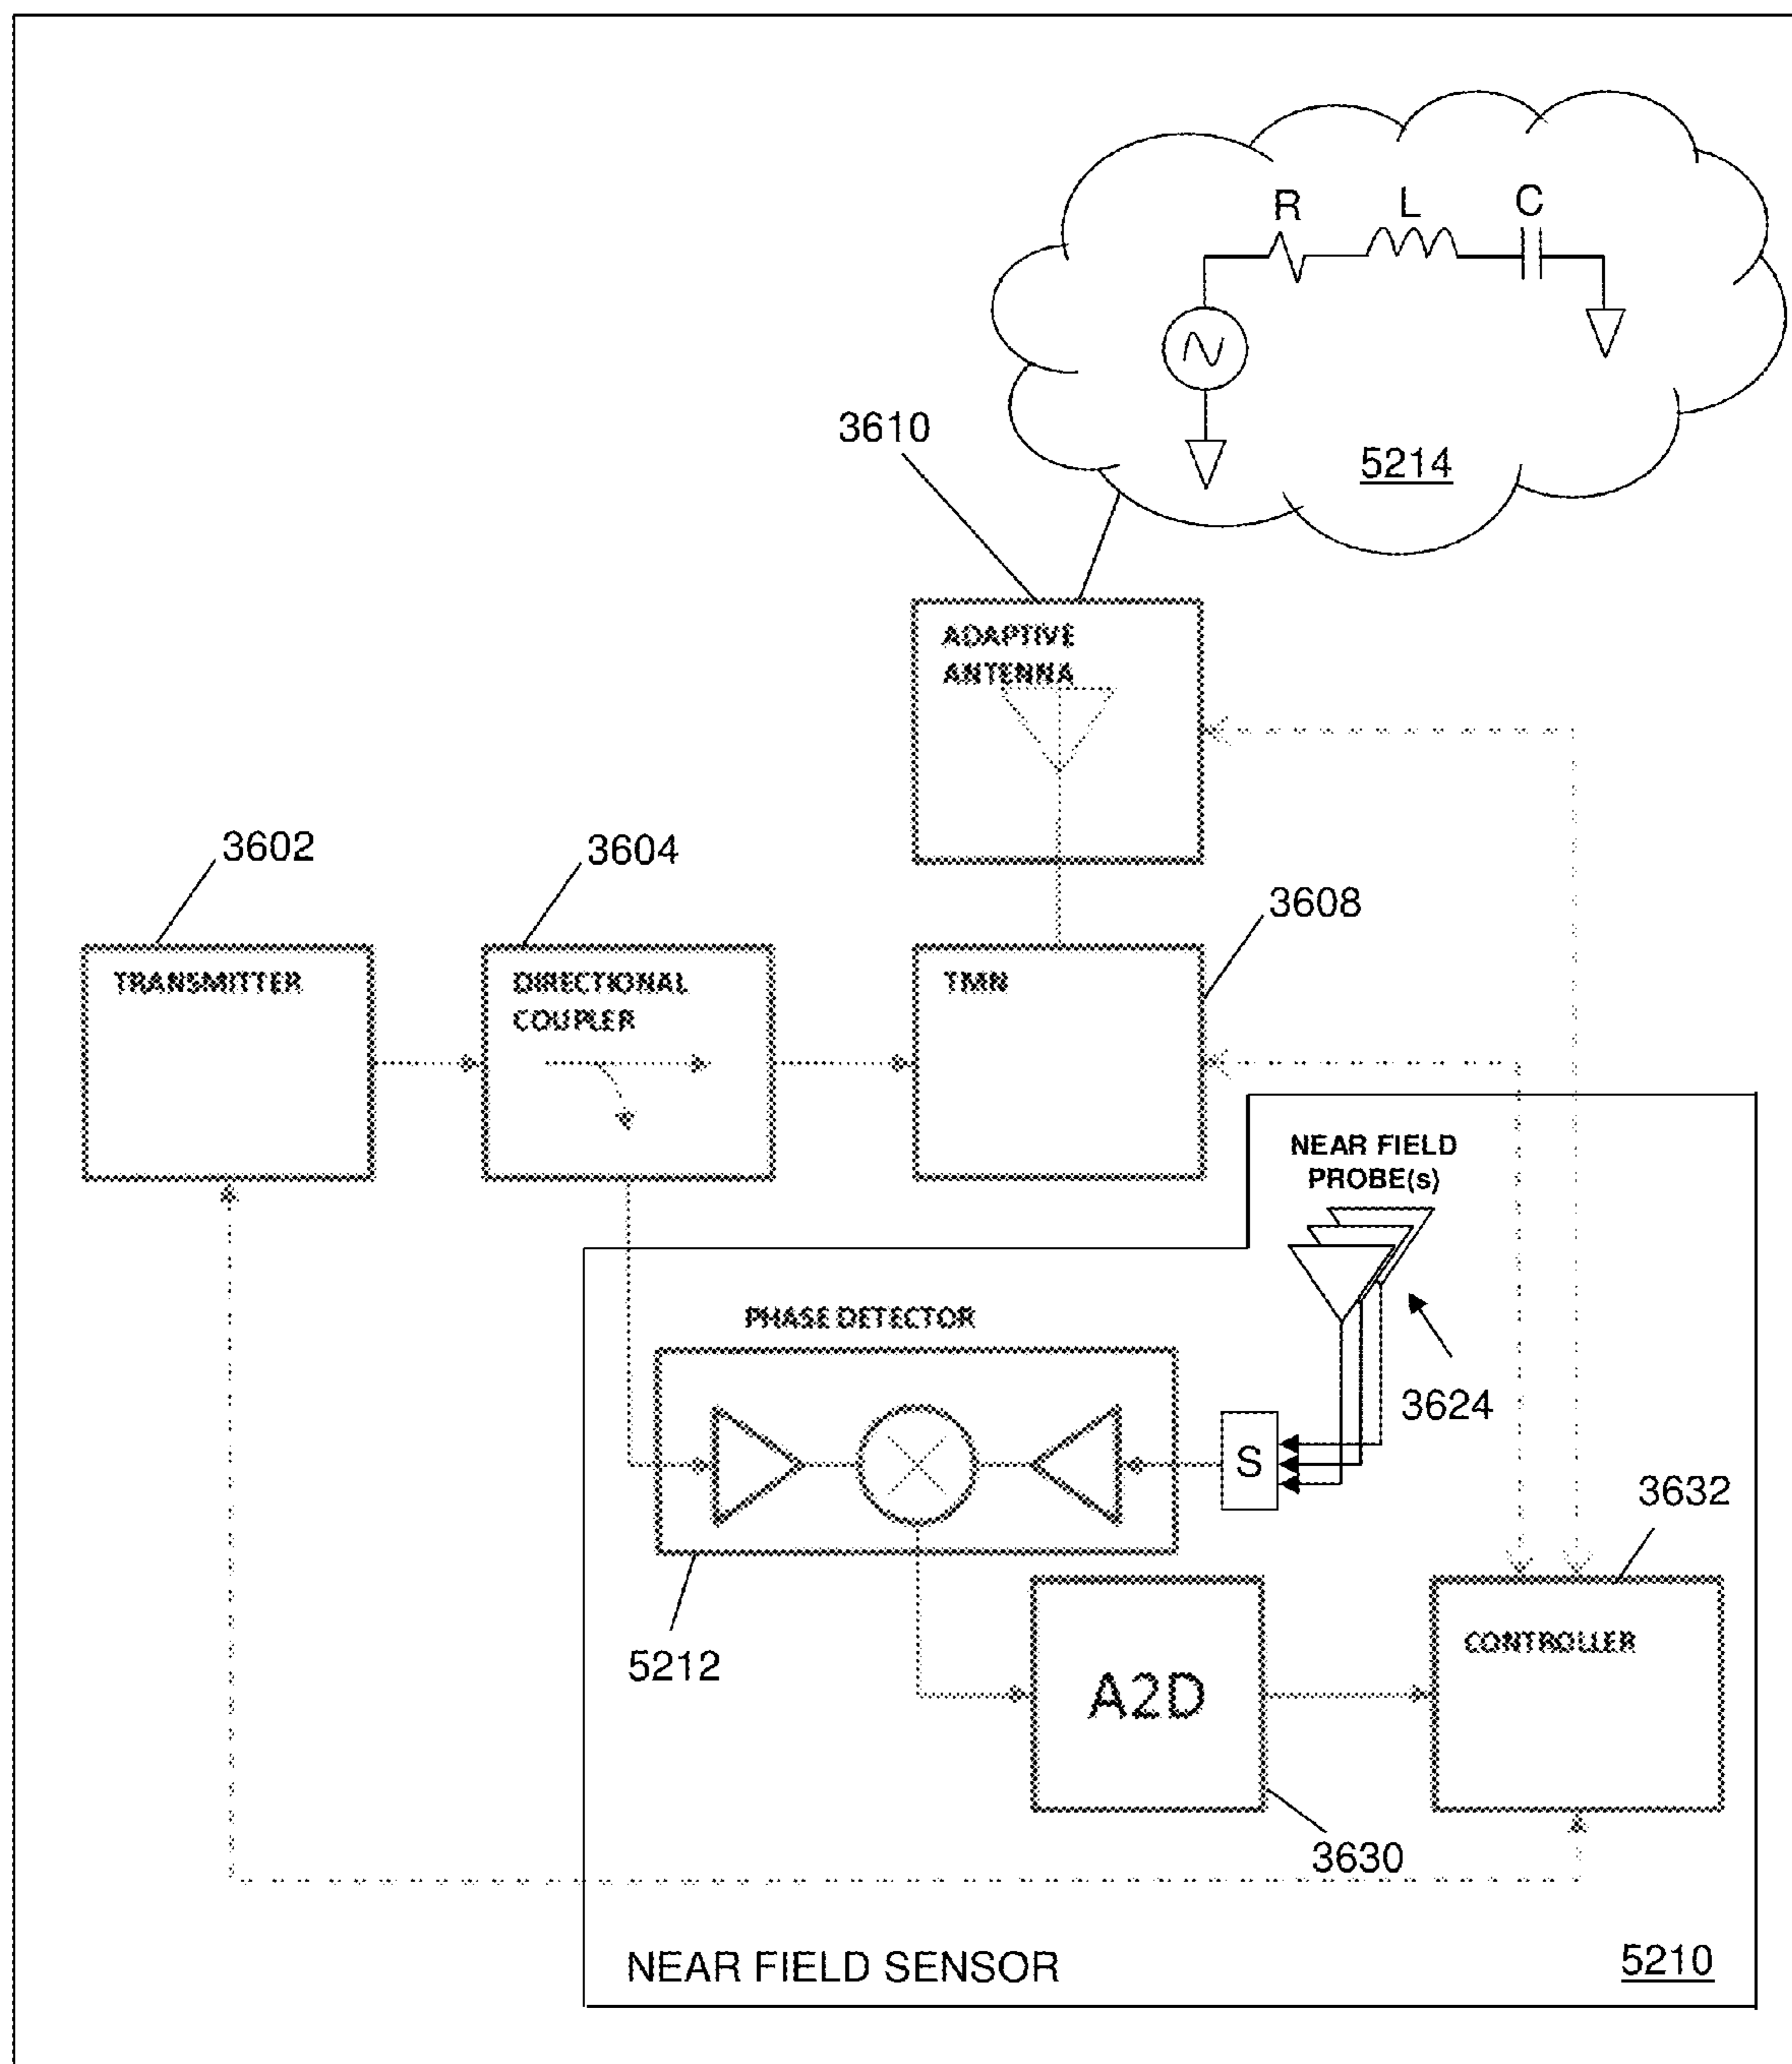 R
L
C
5214
3610
ADAPTIVE
ANTENNA
3602
3604
3608
TRANSMITTER
DIRECTIONAL
COUPLER
TMN
NEAR FIELD
PROBE(s)
PHASE DETECTOR
3624
S
3632
5212
A2D
CONTROLLER
3630
NEAR FIELD SENSOR
5210